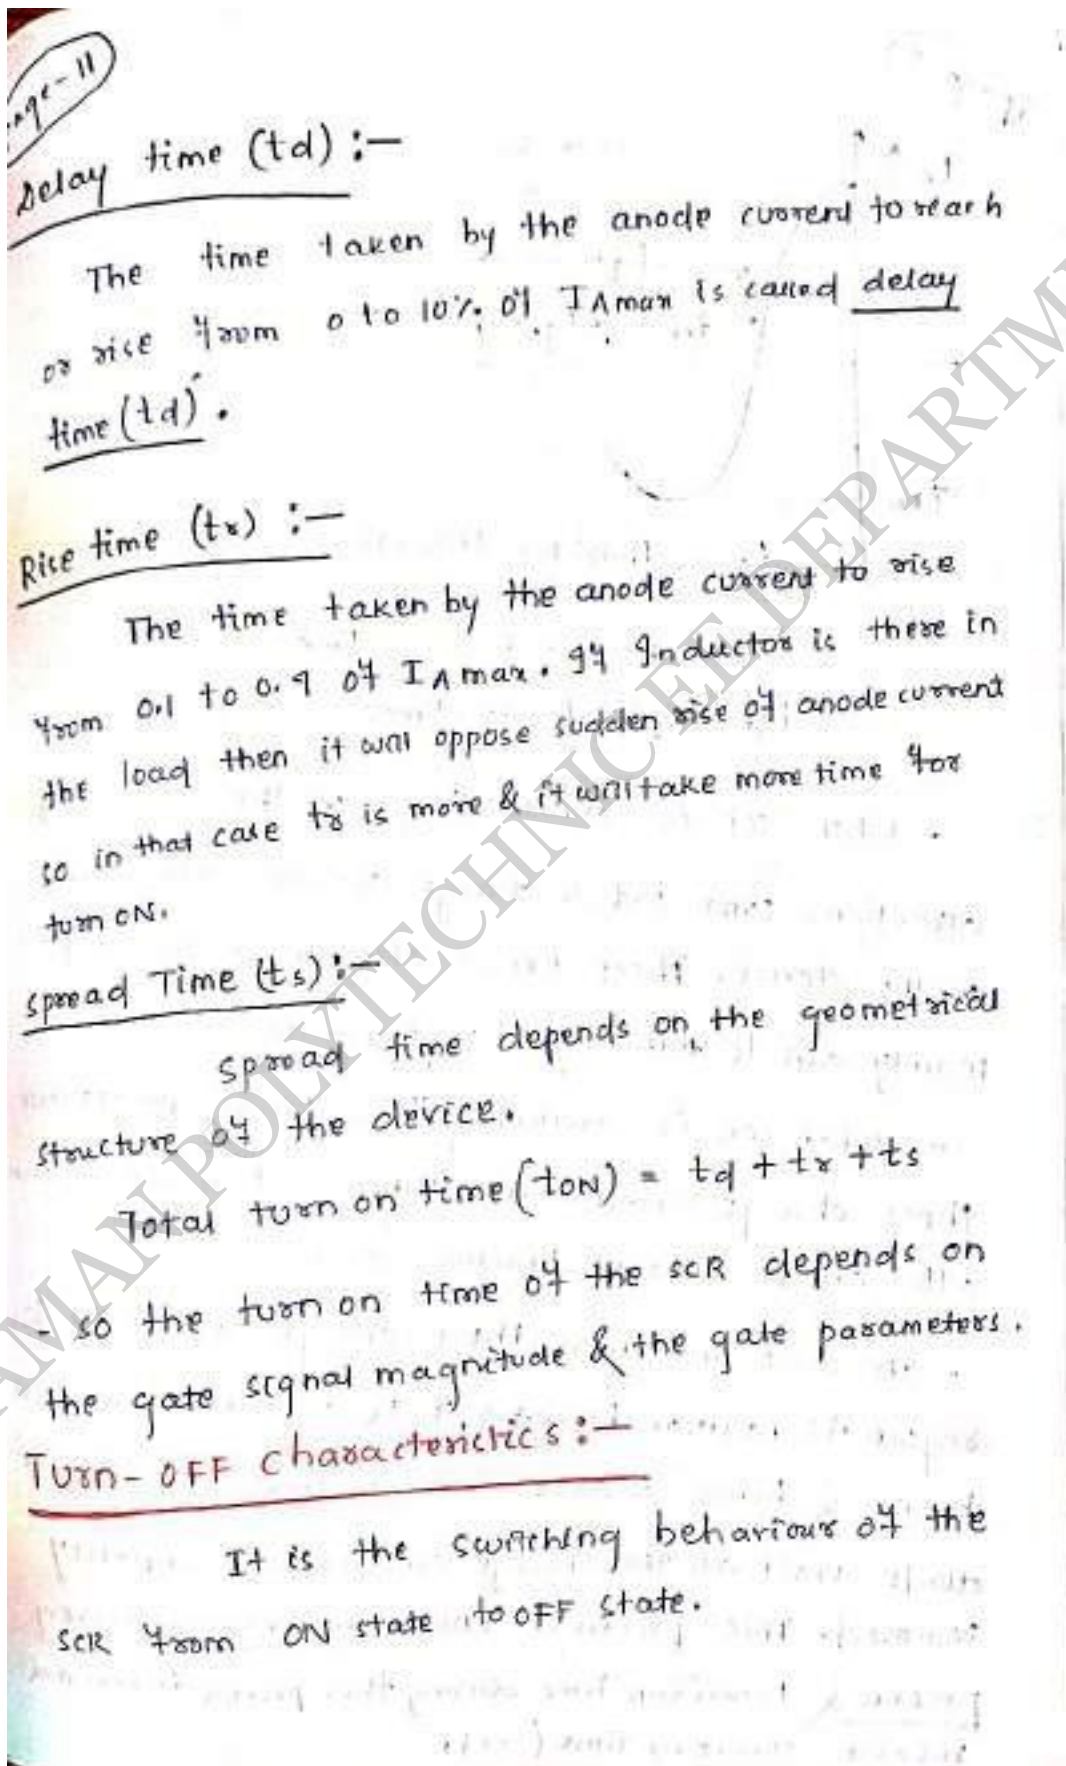 Page-11
Delay time (td) :-
The time taken by the anode current to reach
or rise from 0 to 10% of IAmax is called delay
time (td).
Rise time (tr) :-
The time taken by the anode current to rise
from 0.1 to 0.9 of IAmax. If Inductor is there in
the load then it will oppose sudden rise of anode current
so in that case tr is more & it will take more time for
turn ON.
spread Time (ts) :-
spread time depends on the geometrical
structure of the device.
Total turn on time (tON) = td + tr + ts
- so the turn on time of the SCR depends on
the gate signal magnitude & the gate parameters.
Turn-OFF characterictics :-
It is the switching behaviour of the
SCR from ON state to OFF state.
AMAN POLYTECHNIC EE DEPARTM